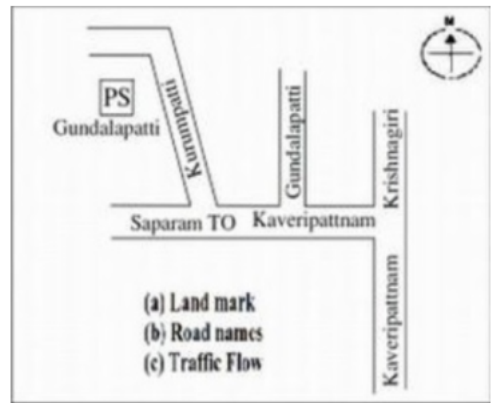 N
PS
Gundalapatti
Kurumpatti
Gundalapatti
Krishnagiri
Saparam TO Kaveripattnam
Kaveripattnam
(a) Land mark
(b) Road names
(c) Traffic Flow